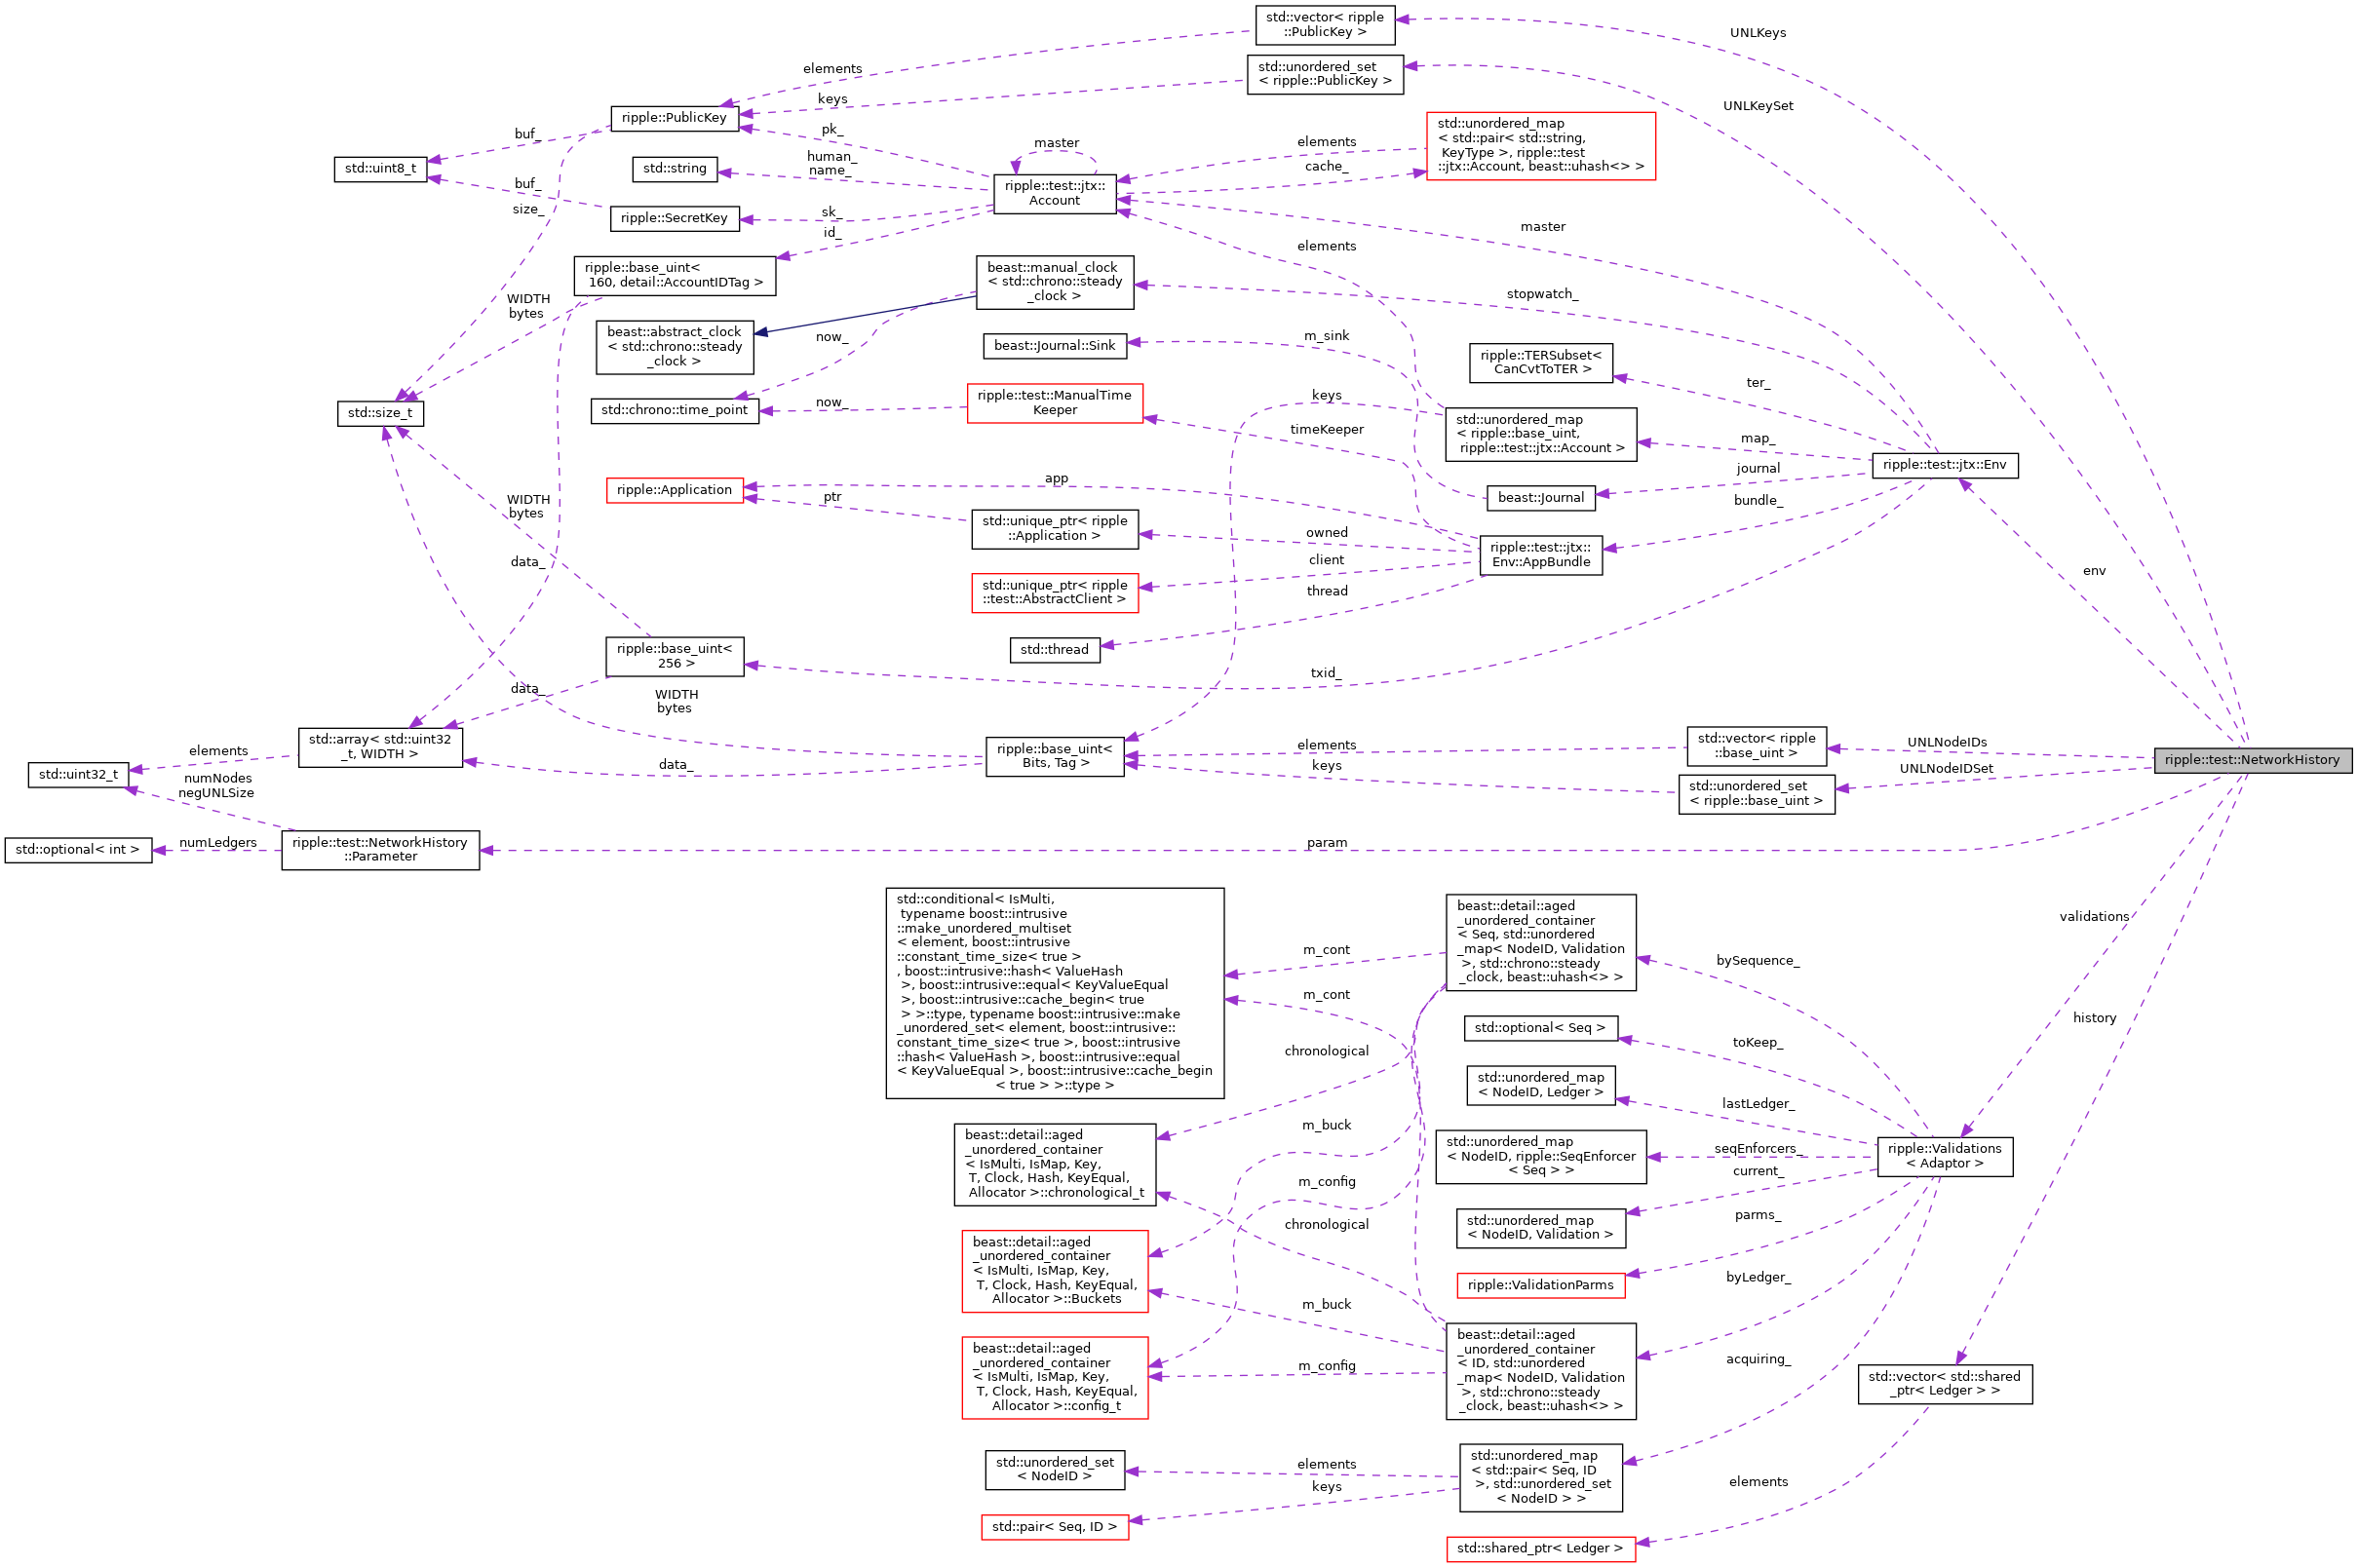 std::vector< ripple
::PublicKey >
UNLKeys
std::unordered_set
< ripple::PublicKey >
elements
keys
UNLKeySet
ripple::PublicKey
std::unordered_map
< std::pair< std::string,
KeyType >, ripple::test
::jtx::Account, beast::uhash<> >
pk_
buf_
master
elements
std::uint8_t
std::string
human_
name_
cache_
ripple::test::jtx::
Account
buf_
size_
ripple::SecretKey
sk_
id_
master
elements
ripple::base_uint<
160, detail::AccountIDTag >
beast::manual_clock
< std::chrono::steady
_clock >
stopwatch_
WIDTH
bytes
beast::abstract_clock
< std::chrono::steady
_clock >
now_
beast::Journal::Sink
m_sink
ripple::TERSubset<
CanCvtToTER >
ter_
std::size_t
std::chrono::time_point
now_
ripple::test::ManualTime
Keeper
keys
timeKeeper
std::unordered_map
< ripple::base_uint,
ripple::test::jtx::Account >
map_
ripple::test::jtx::Env
journal
ripple::Application
app
ptr
beast::Journal
bundle_
WIDTH
bytes
std::unique_ptr< ripple
::Application >
owned
ripple::test::jtx::
Env::AppBundle
data_
client
std::unique_ptr< ripple
::test::AbstractClient >
thread
env
std::thread
ripple::base_uint<
256 >
txid_
data_
WIDTH
bytes
std::array< std::uint32
_t, WIDTH >
elements
ripple::base_uint<
Bits, Tag >
data_
elements
keys
std::vector< ripple
::base_uint >
UNLNodeIDs
ripple::test::NetworkHistory
UNLNodeIDSet
std::unordered_set
< ripple::base_uint >
std::uint32_t
numNodes
negUNLSize
std::optional< int >
numLedgers
ripple::test::NetworkHistory
::Parameter
param
std::conditional< IsMulti,
typename boost::intrusive
::make_unordered_multiset
< element, boost::intrusive
::constant_time_size< true >
, boost::intrusive::hash< ValueHash
>, boost::intrusive::equal< KeyValueEqual
>, boost::intrusive::cache_begin< true
> >::type, typename boost::intrusive::make
_unordered_set< element, boost::intrusive::
constant_time_size< true >, boost::intrusive
::hash< ValueHash >, boost::intrusive::equal
< KeyValueEqual >, boost::intrusive::cache_begin
< true > >::type >
m_cont
m_cont
beast::detail::aged
_unordered_container
< Seq, std::unordered
_map< NodeID, Validation
>, std::chrono::steady
_clock, beast::uhash<> >
bySequence_
validations
history
std::optional< Seq >
toKeep_
chronological
std::unordered_map
< NodeID, Ledger >
lastLedger_
beast::detail::aged
_unordered_container
< IsMulti, IsMap, Key,
T, Clock, Hash, KeyEqual,
Allocator >::chronological_t
m_buck
std::unordered_map
< NodeID, ripple::SeqEnforcer
< Seq > >
seqEnforcers_
ripple::Validations
< Adaptor >
current_
m_config
std::unordered_map
< NodeID, Validation >
parms_
chronological
beast::detail::aged
_unordered_container
< IsMulti, IsMap, Key,
T, Clock, Hash, KeyEqual,
Allocator >::Buckets
ripple::ValidationParms
byLedger_
m_buck
beast::detail::aged
_unordered_container
< ID, std::unordered
_map< NodeID, Validation
>, std::chrono::steady
_clock, beast::uhash<> >
m_config
beast::detail::aged
_unordered_container
< IsMulti, IsMap, Key,
T, Clock, Hash, KeyEqual,
Allocator >::config_t
acquiring_
std::vector< std::shared
_ptr< Ledger > >
std::unordered_set
< NodeID >
elements
keys
std::unordered_map
< std::pair< Seq, ID
>, std::unordered_set
< NodeID > >
elements
std::pair< Seq, ID >
std::shared_ptr< Ledger >